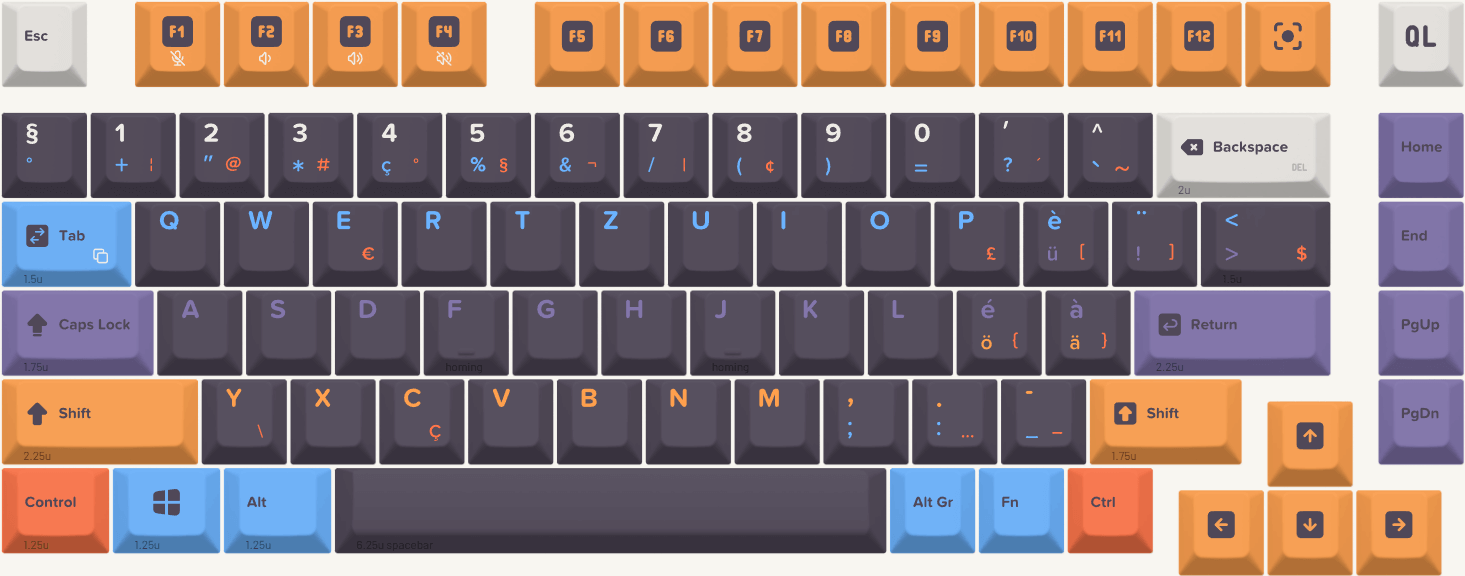 Esc F1 F2 F3 F4 F5 F6 F7 F8 F9 F10 F11 F12 QL
§ 1 2 3 4 5 6 7 8 9 0 ' ^ Backspace Home
° + ¦ " @ * # ç ° % § & ¬ / | ( ¢ ) = ? ´ ` ~ DEL
2u
Q W E R T Z U I O P è ¨ <
Tab End
€ £ ü [ ! ] > $
1.5u 1.5u
A S D F G H J K L é à
Caps Lock Return PgUp
ö { ä }
1.75u homing homing 2.25u
Y X C V B N M , . -
Shift Shift PgDn
\ Ç ; : … _ –
2.25u 1.75u
Control Alt Alt Gr Fn Ctrl
1.25u 1.25u 1.25u 6.25u spacebar